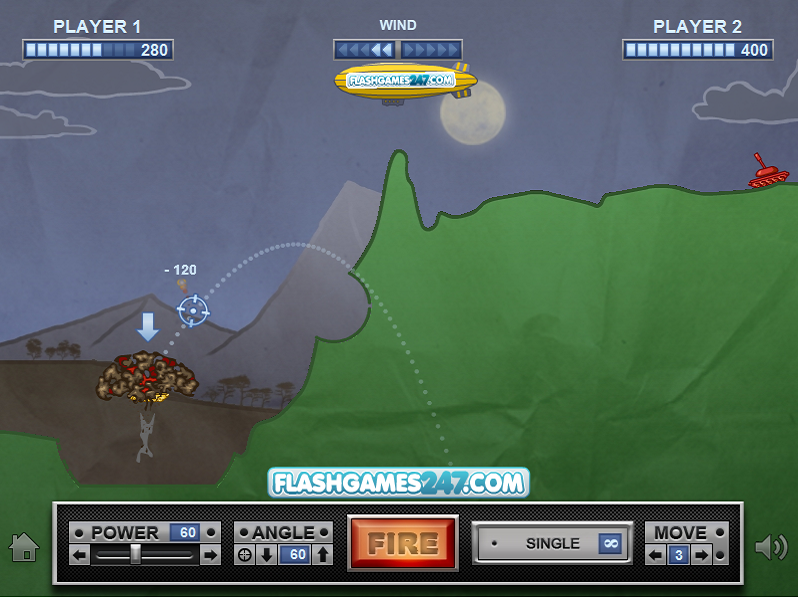 PLAYER 1
280
WIND
PLAYER 2
400
FLASHGAMES247.COM
- 120
FLASHGAMES247.COM
POWER 60
ANGLE
60
FIRE
SINGLE ∞
MOVE
3